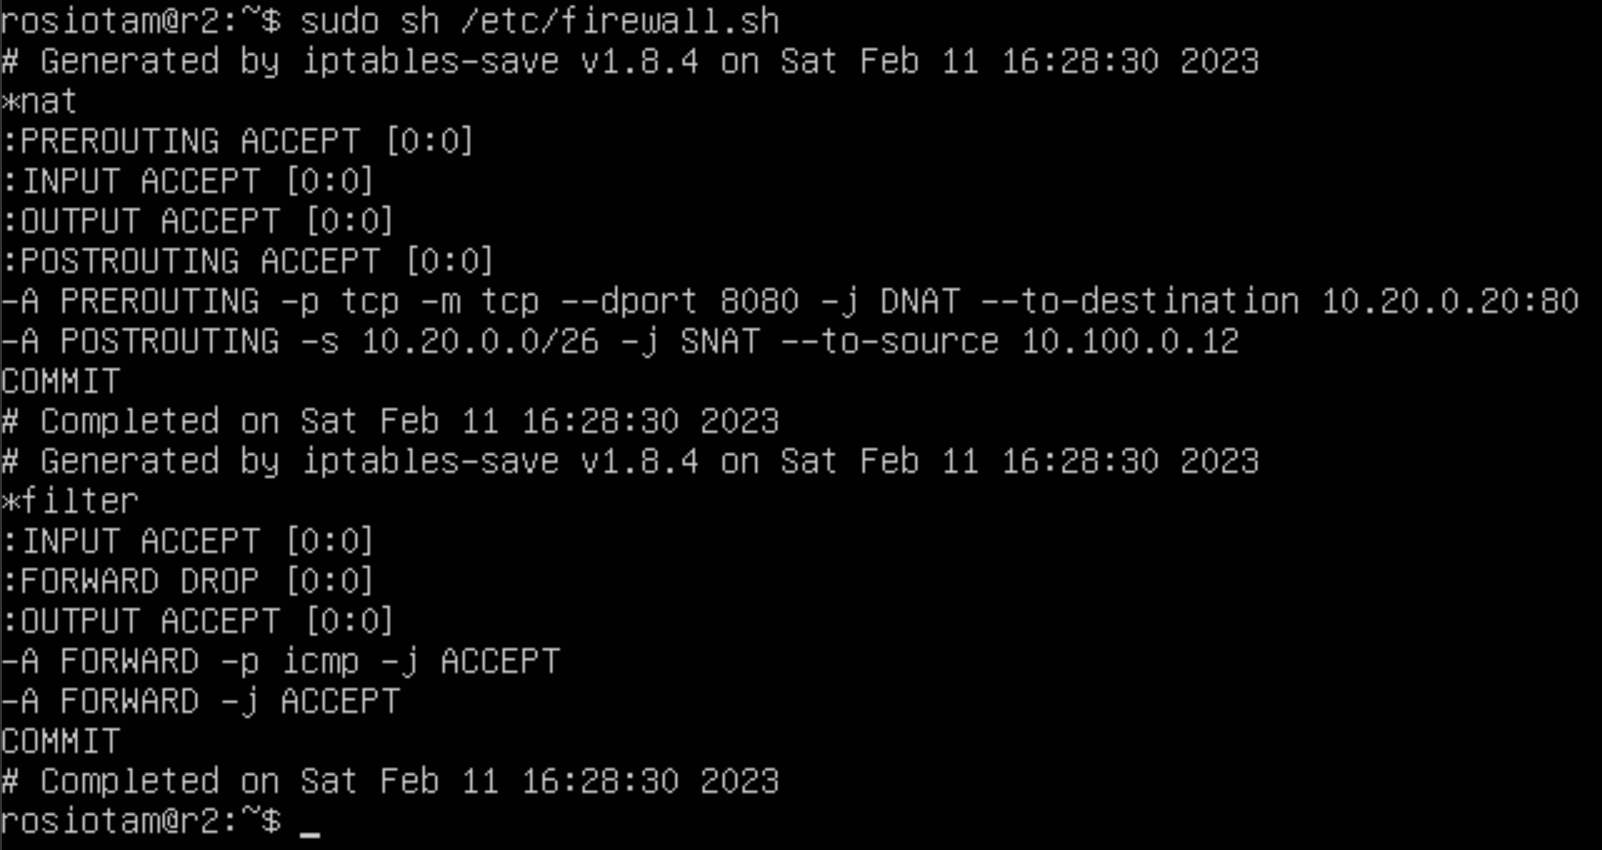 rosiotam@r2:~$ sudo sh /etc/firewall.sh
# Generated by iptables-save v1.8.4 on Sat Feb 11 16:28:30 2023
*nat
:PREROUTING ACCEPT [0:0]
:INPUT ACCEPT [0:0]
:OUTPUT ACCEPT [0:0]
:POSTROUTING ACCEPT [0:0]
-A PREROUTING -p tcp -m tcp --dport 8080 -j DNAT --to-destination 10.20.0.20:80
-A POSTROUTING -s 10.20.0.0/26 -j SNAT --to-source 10.100.0.12
COMMIT
# Completed on Sat Feb 11 16:28:30 2023
# Generated by iptables-save v1.8.4 on Sat Feb 11 16:28:30 2023
*filter
:INPUT ACCEPT [0:0]
:FORWARD DROP [0:0]
:OUTPUT ACCEPT [0:0]
-A FORWARD -p icmp -j ACCEPT
-A FORWARD -j ACCEPT
COMMIT
# Completed on Sat Feb 11 16:28:30 2023
rosiotam@r2:~$ _